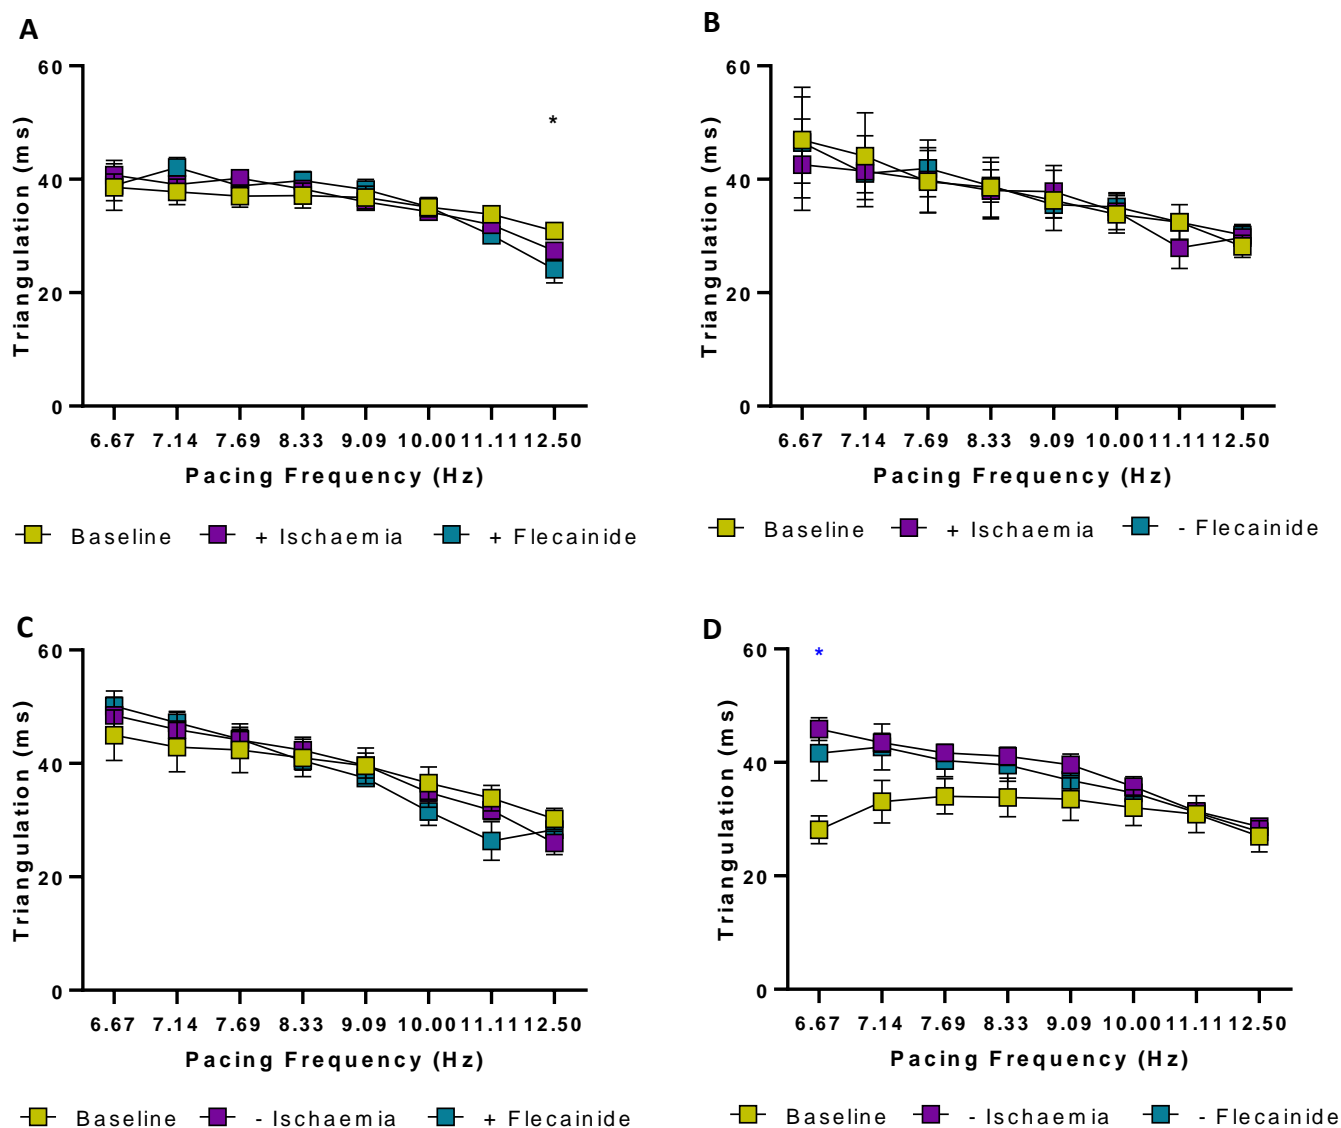 A
60
40
20
0
*
Triangulation (ms)
6.67 7.14 7.69 8.33 9.09 10.00 11.11 12.50
Pacing Frequency (Hz)
Baseline + Ischaemia + Flecainide
B
60
40
20
0
Triangulation (ms)
6.67 7.14 7.69 8.33 9.09 10.00 11.11 12.50
Pacing Frequency (Hz)
Baseline + Ischaemia - Flecainide
C
60
40
20
0
Triangulation (ms)
6.67 7.14 7.69 8.33 9.09 10.00 11.11 12.50
Pacing Frequency (Hz)
Baseline - Ischaemia + Flecainide
D
60
40
20
0
*
Triangulation (ms)
6.67 7.14 7.69 8.33 9.09 10.00 11.11 12.50
Pacing Frequency (Hz)
Baseline - Ischaemia - Flecainide